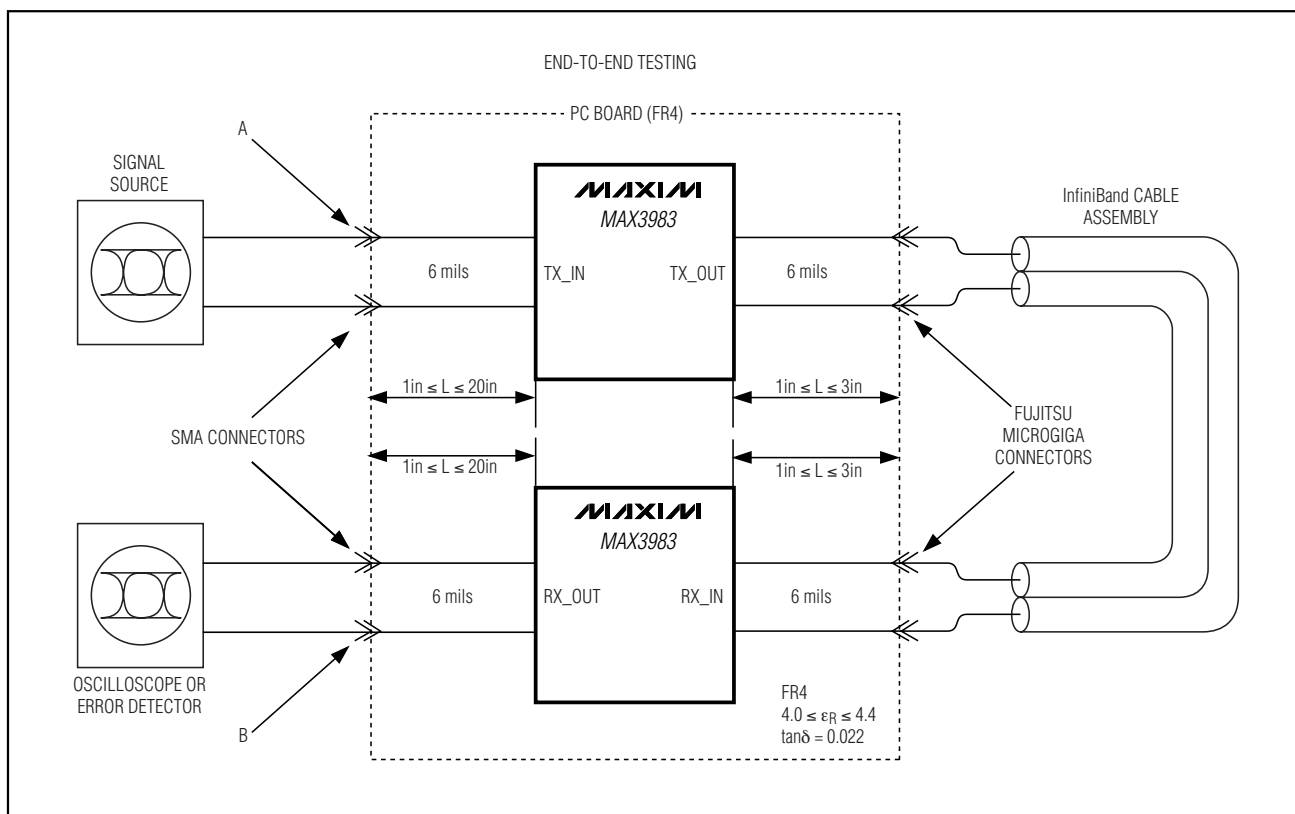 END-TO-END TESTING
PC BOARD (FR4)
A
SIGNAL
SOURCE
MAXIM
MAX3983
InfiniBand CABLE
ASSEMBLY
6 mils
TX_IN
TX_OUT
6 mils
1in ≤ L ≤ 20in
1in ≤ L ≤ 3in
SMA CONNECTORS
FUJITSU
MICROGIGA
CONNECTORS
1in ≤ L ≤ 20in
1in ≤ L ≤ 3in
MAXIM
MAX3983
6 mils
RX_OUT
RX_IN
6 mils
OSCILLOSCOPE OR
ERROR DETECTOR
B
FR4
4.0 ≤ εR ≤ 4.4
tanδ = 0.022